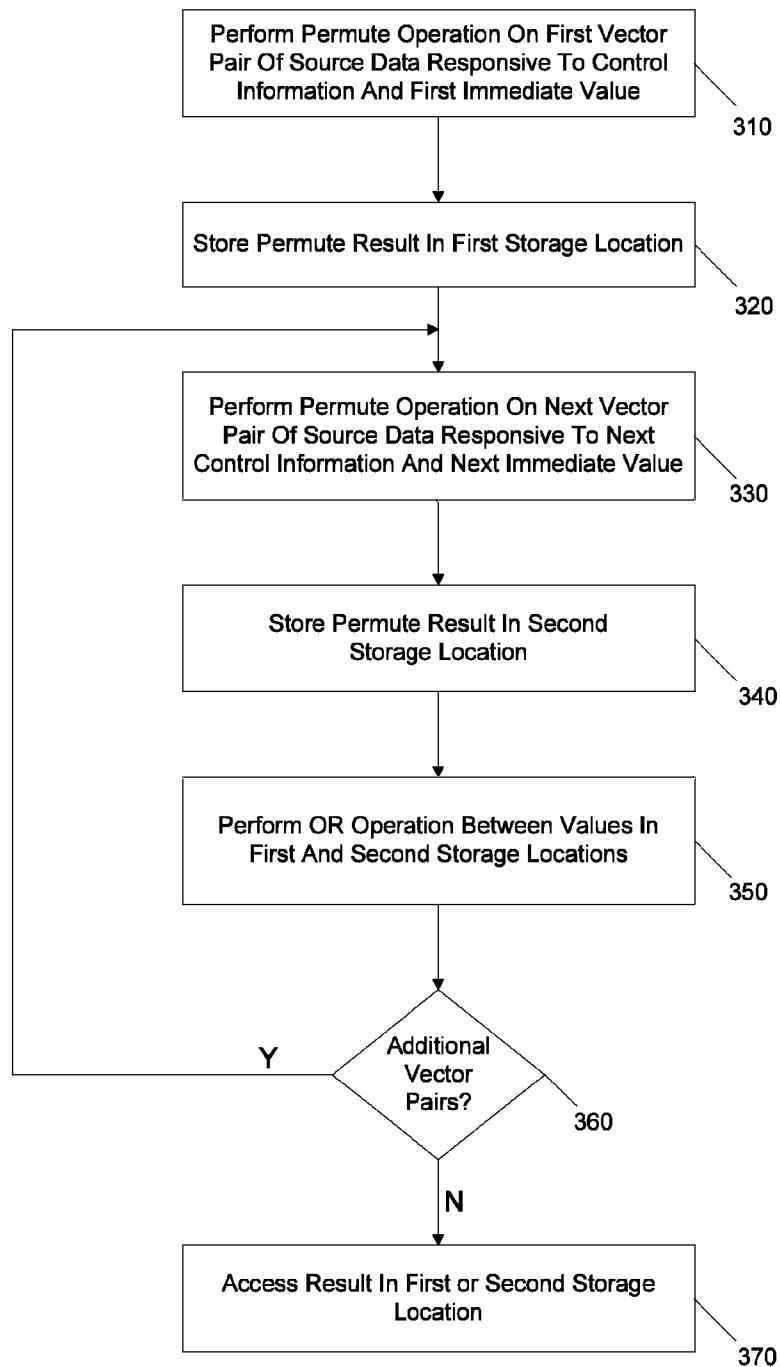 Perform Permute Operation On First Vector
Pair Of Source Data Responsive To Control
Information And First Immediate Value
310
Store Permute Result In First Storage Location
320
Perform Permute Operation On Next Vector
Pair Of Source Data Responsive To Next
Control Information And Next Immediate Value
330
Store Permute Result In Second
Storage Location
340
Perform OR Operation Between Values In
First And Second Storage Locations
350
Y
Additional
Vector
Pairs?
360
N
Access Result In First or Second Storage
Location
370